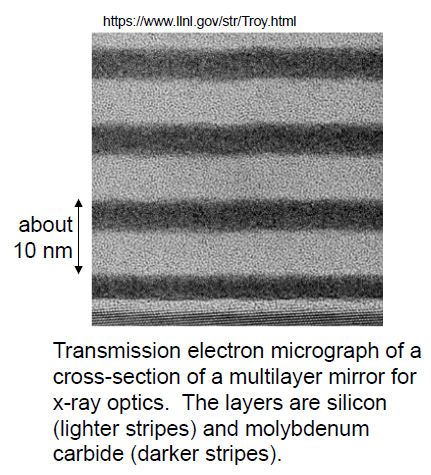 https://www.llnl.gov/str/Troy.html
about
10 nm
Transmission electron micrograph of a
cross-section of a multilayer mirror for
x-ray optics.  The layers are silicon
(lighter stripes) and molybdenum
carbide (darker stripes).